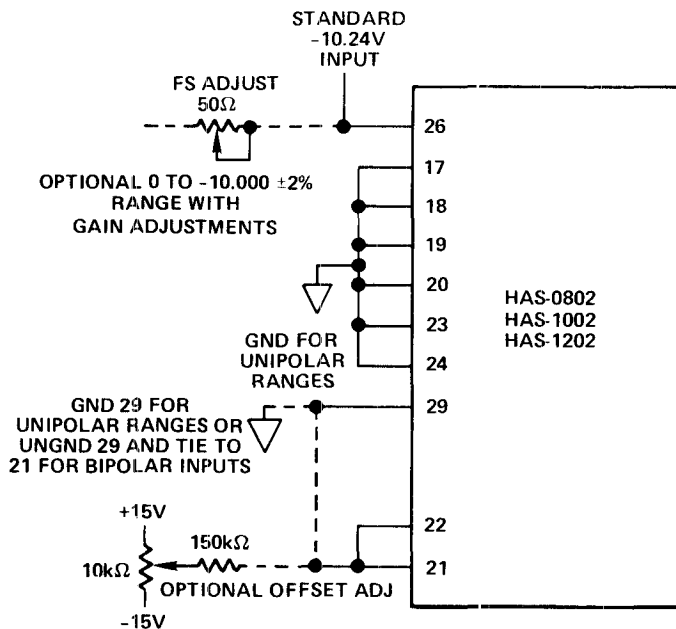 STANDARD
-10.24V
INPUT
FS ADJUST
50Ω
OPTIONAL 0 TO -10.000 ±2%
RANGE WITH
GAIN ADJUSTMENTS
26
17
18
19
20
23
24
29
22
21
HAS-0802
HAS-1002
HAS-1202
GND FOR
UNIPOLAR
RANGES
GND 29 FOR
UNIPOLAR RANGES OR
UNGND 29 AND TIE TO
21 FOR BIPOLAR INPUTS
+15V
150kΩ
10kΩ
OPTIONAL OFFSET ADJ
-15V